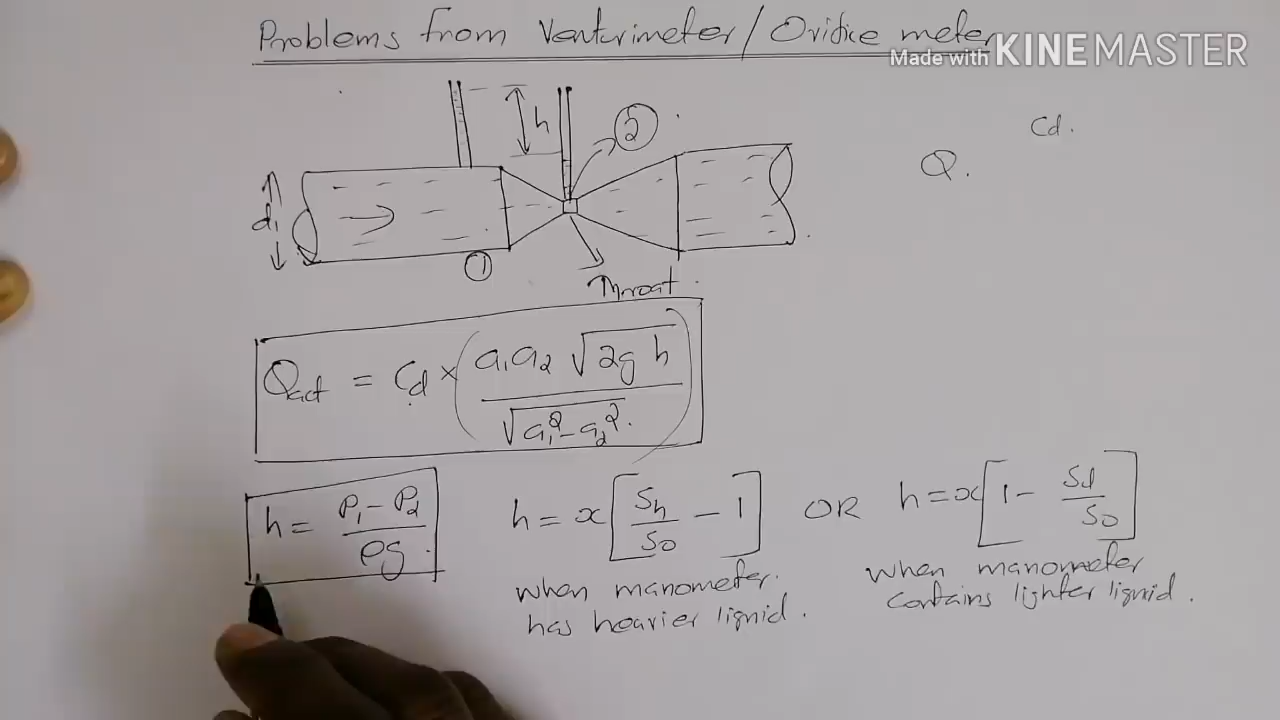 Problems from Venturimeter / Orifice meter
Made with KINEMASTER
h
2
Cd.
Q.
d₁
1
Throat
Qact = Cd × ( a₁a₂ √2gh / √a₁² - a₂² )
h = P₁ - P₂ / ρg
h = x [ Sh / So - 1 ] OR h = x [ 1 - Sl / So ]
when manometer.
has heavier liquid.
when manometer
contains lighter liquid.